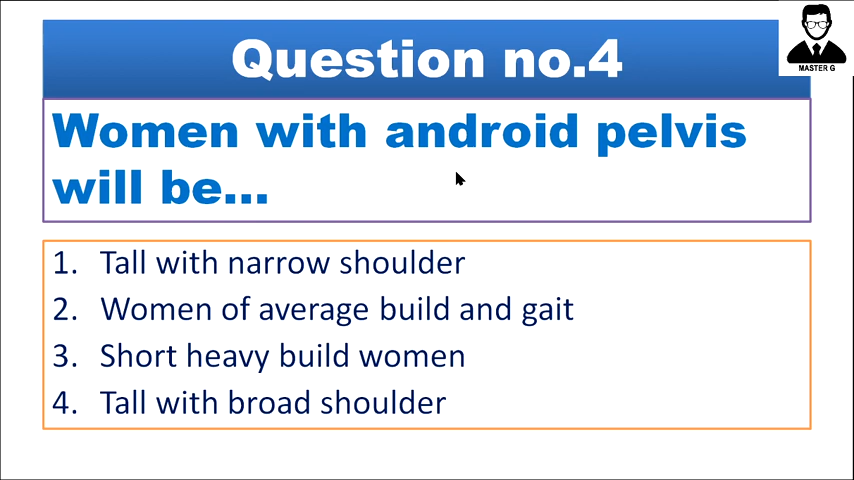 MASTER G
Question no.4
Women with android pelvis
will be...
1. Tall with narrow shoulder
2. Women of average build and gait
3. Short heavy build women
4. Tall with broad shoulder